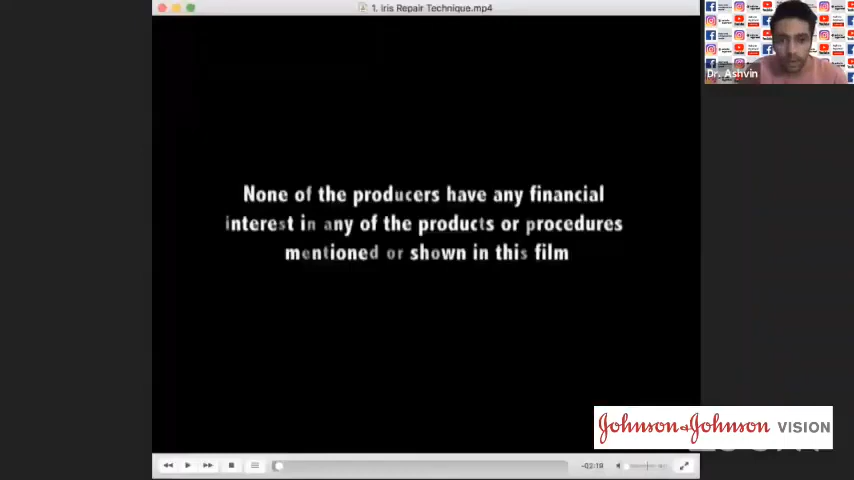 1. Iris Repair Technique.mp4
Dr. Ashvin
None of the producers have any financial
interest in any of the products or procedures
mentioned or shown in this film
Johnson & Johnson VISION
-02:18